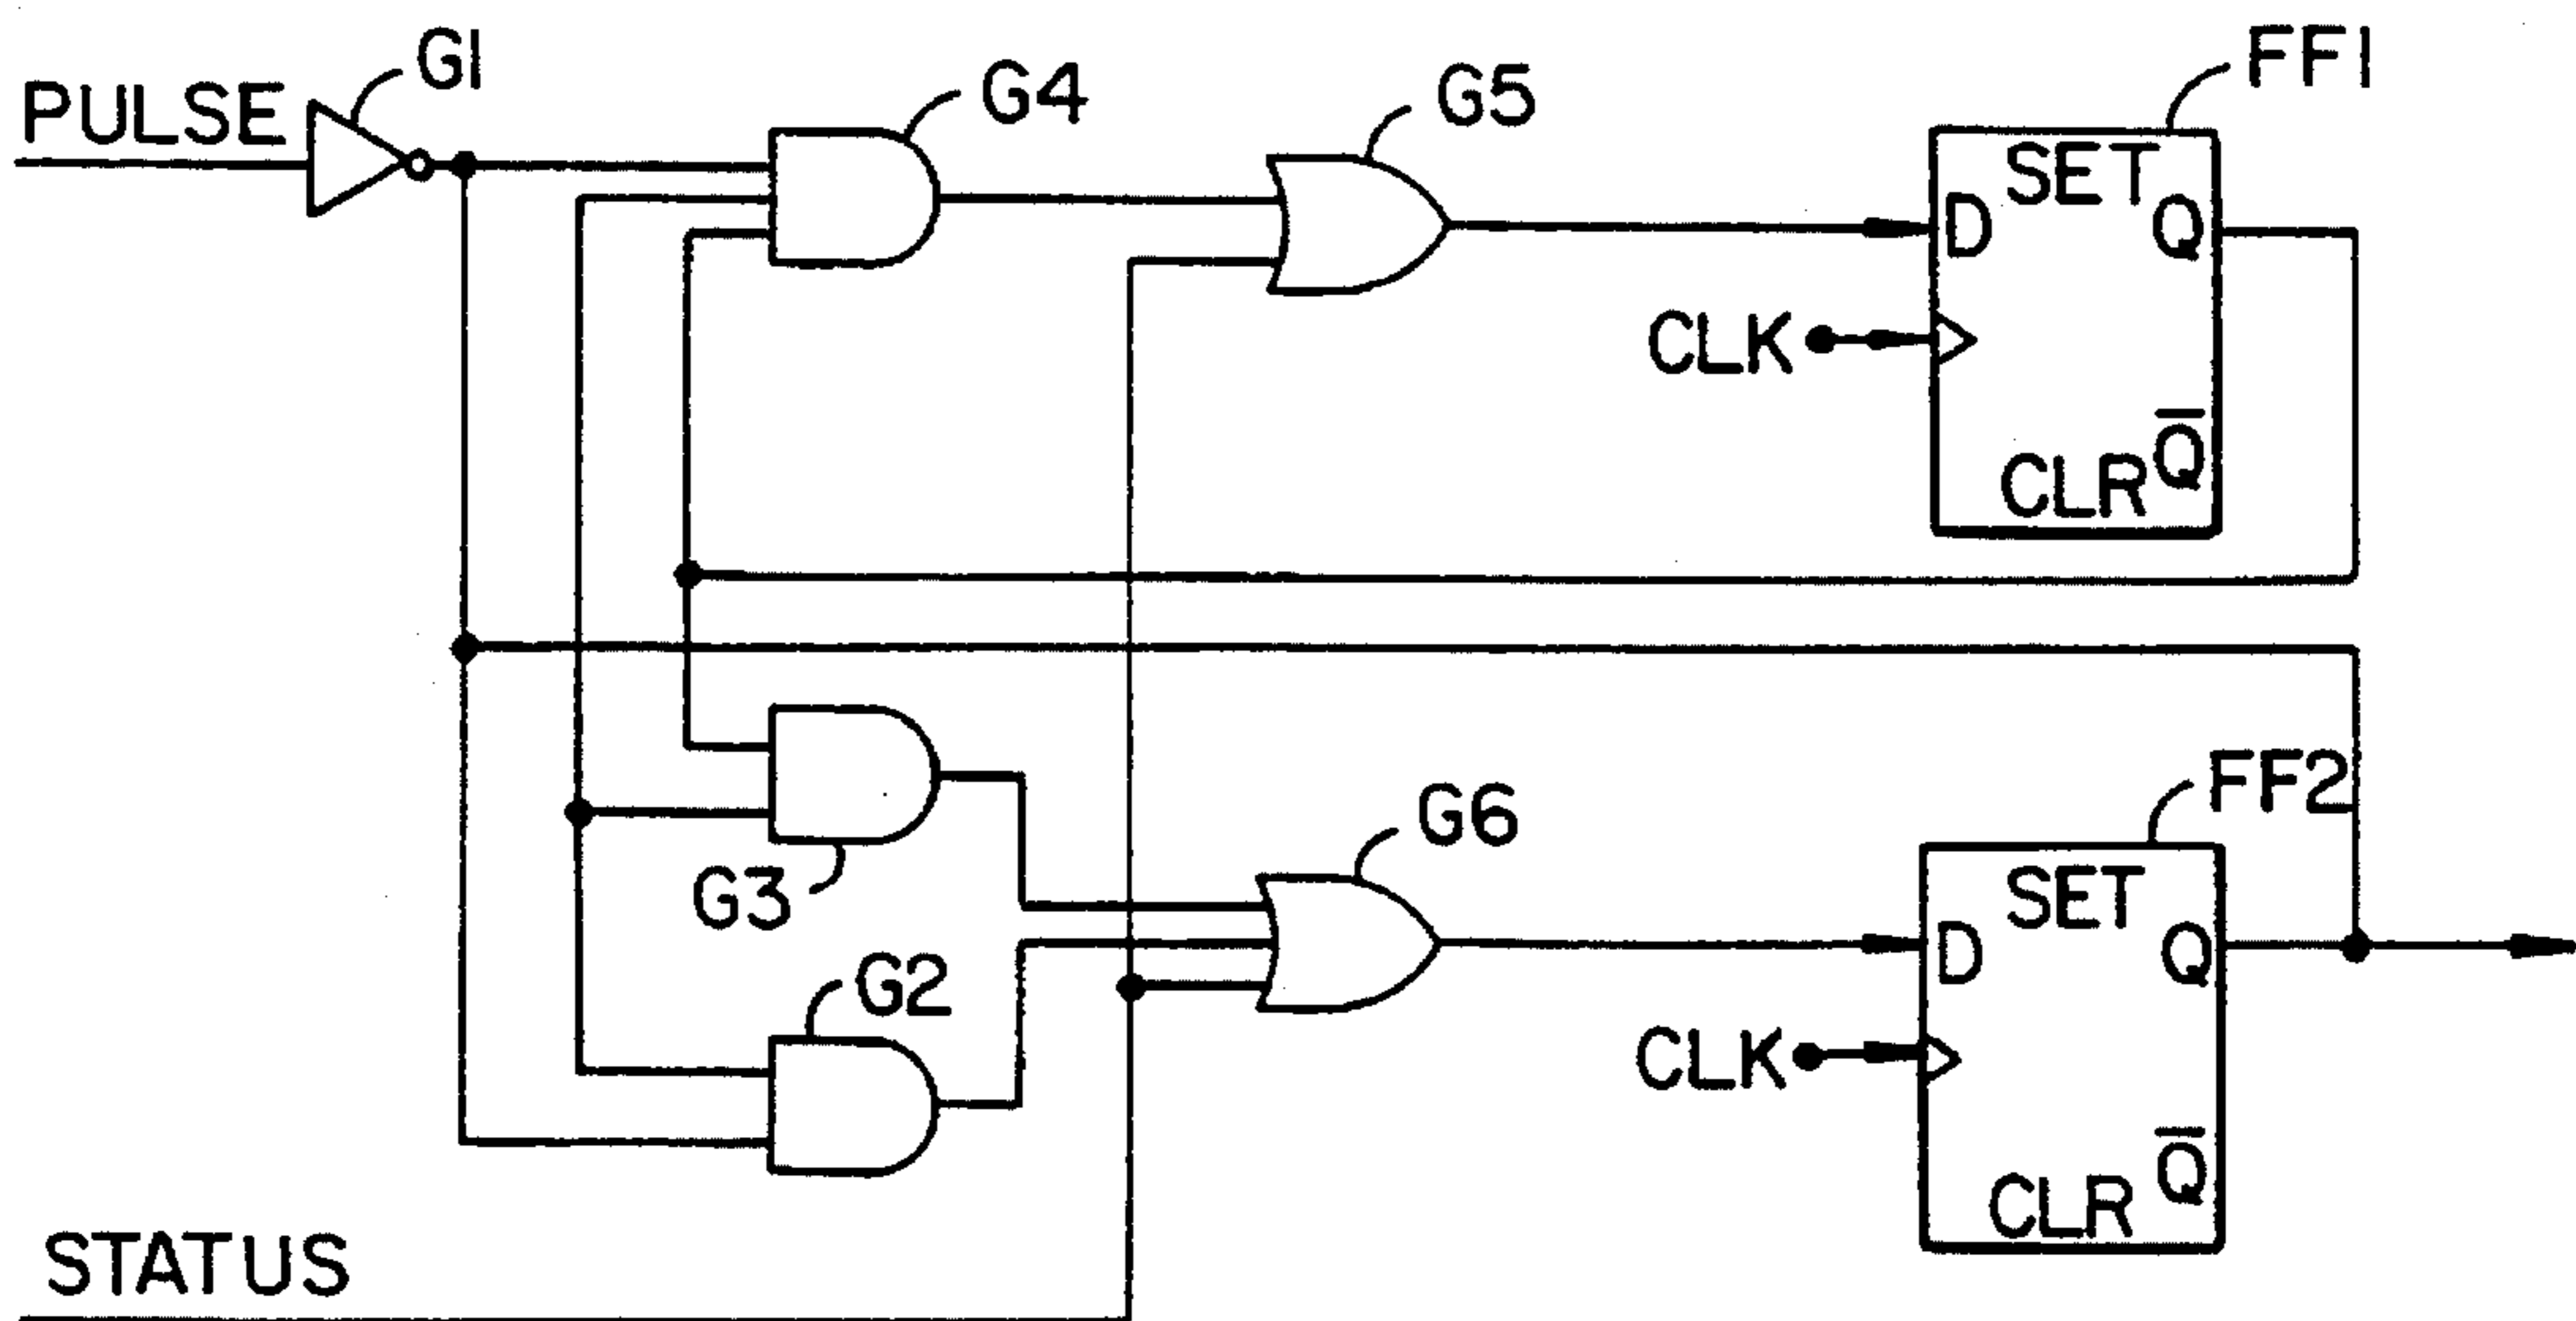 G1
PULSE
G4
G5
FF1
SET
D
Q
CLK
Q̅
CLR
G3
G6
FF2
SET
D
Q
G2
CLK
Q̅
CLR
STATUS